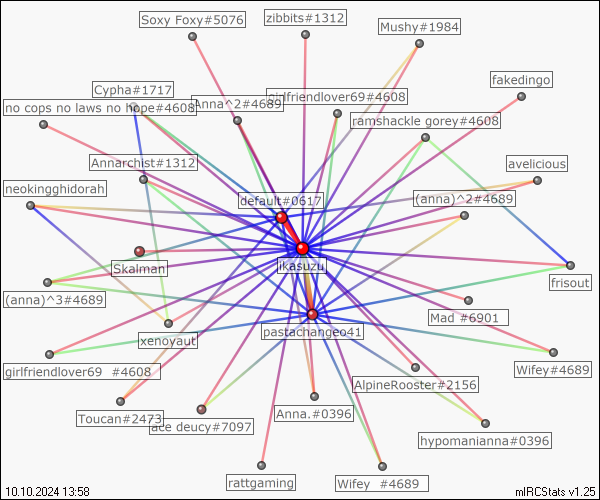 Soxy Foxy#5076
zibbits#1312
Mushy#1984
fakedingo
Cypha#1717
girlfriendlover69#4608
no cops no laws no hope#4608
Anna^2#4689
ramshackle gorey#4608
Annarchist#1312
avelicious
neokingghidorah
default#0617
(anna)^2#4689
Skalman
ikasuzu
frisout
(anna)^3#4689
Mad #6901
pastachangeo41
xenoyaut
girlfriendlover69 #4608
Wifey#4689
AlpineRooster#2156
Toucan#2473
ace deucy#7097
Anna.#0396
hypomanianna#0396
rattgaming
Wifey #4689
10.10.2024 13:58
mIRCStats v1.25